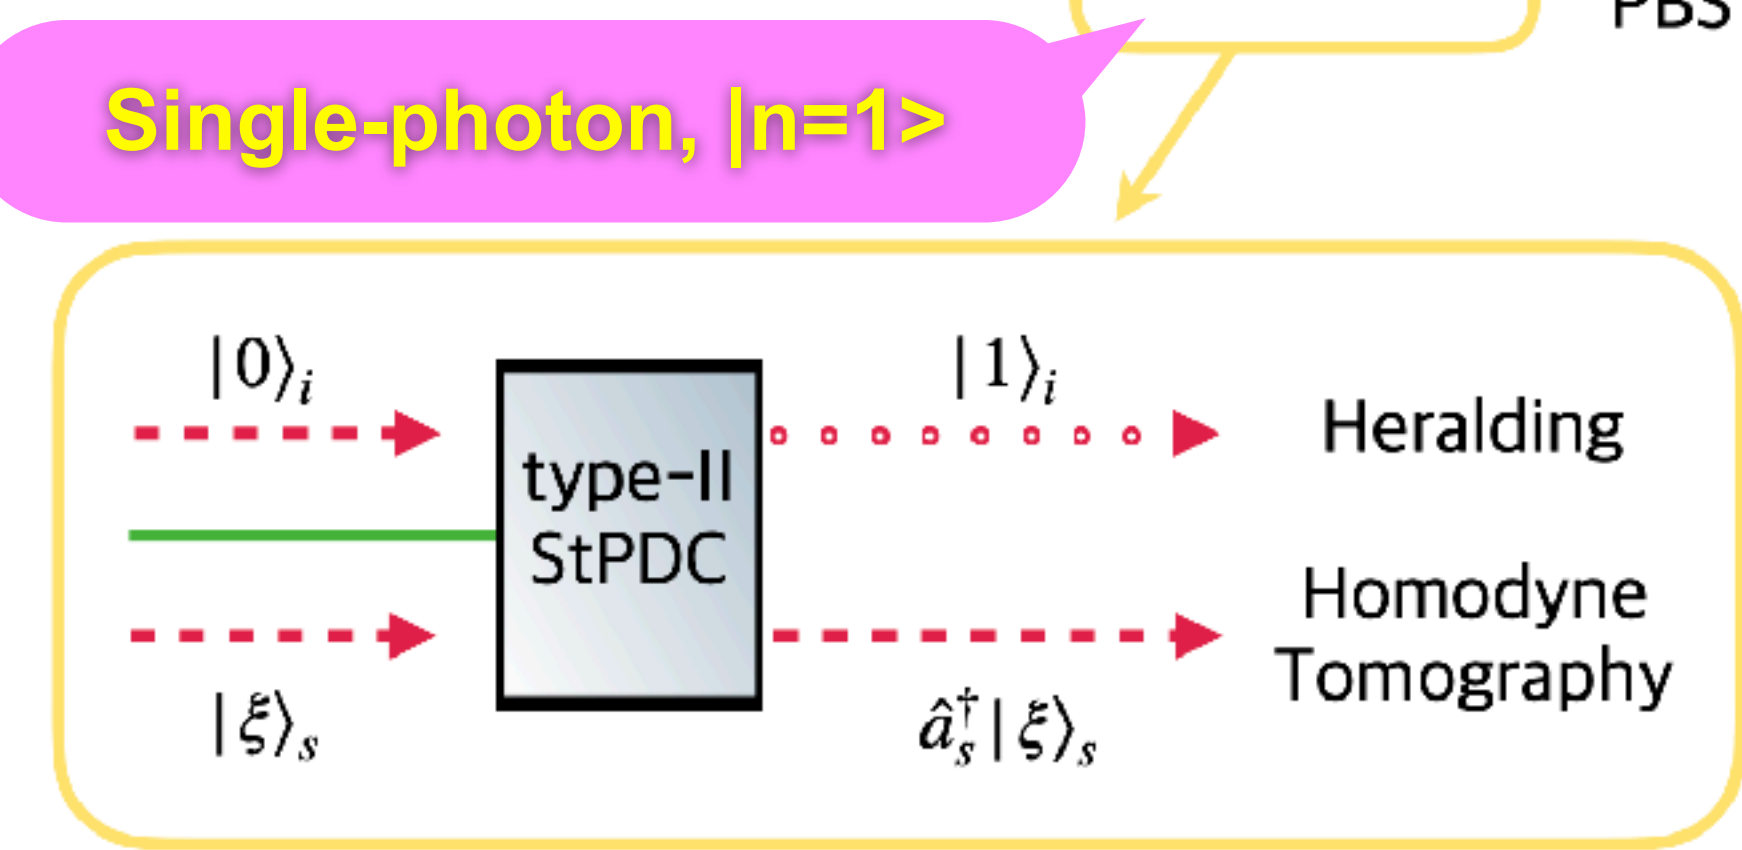 PBS
Single-photon, |n=1>
|0⟩ᵢ
|1⟩ᵢ
Heralding
type-II
StPDC
Homodyne
Tomography
|ξ⟩ₛ
âₛ†|ξ⟩ₛ